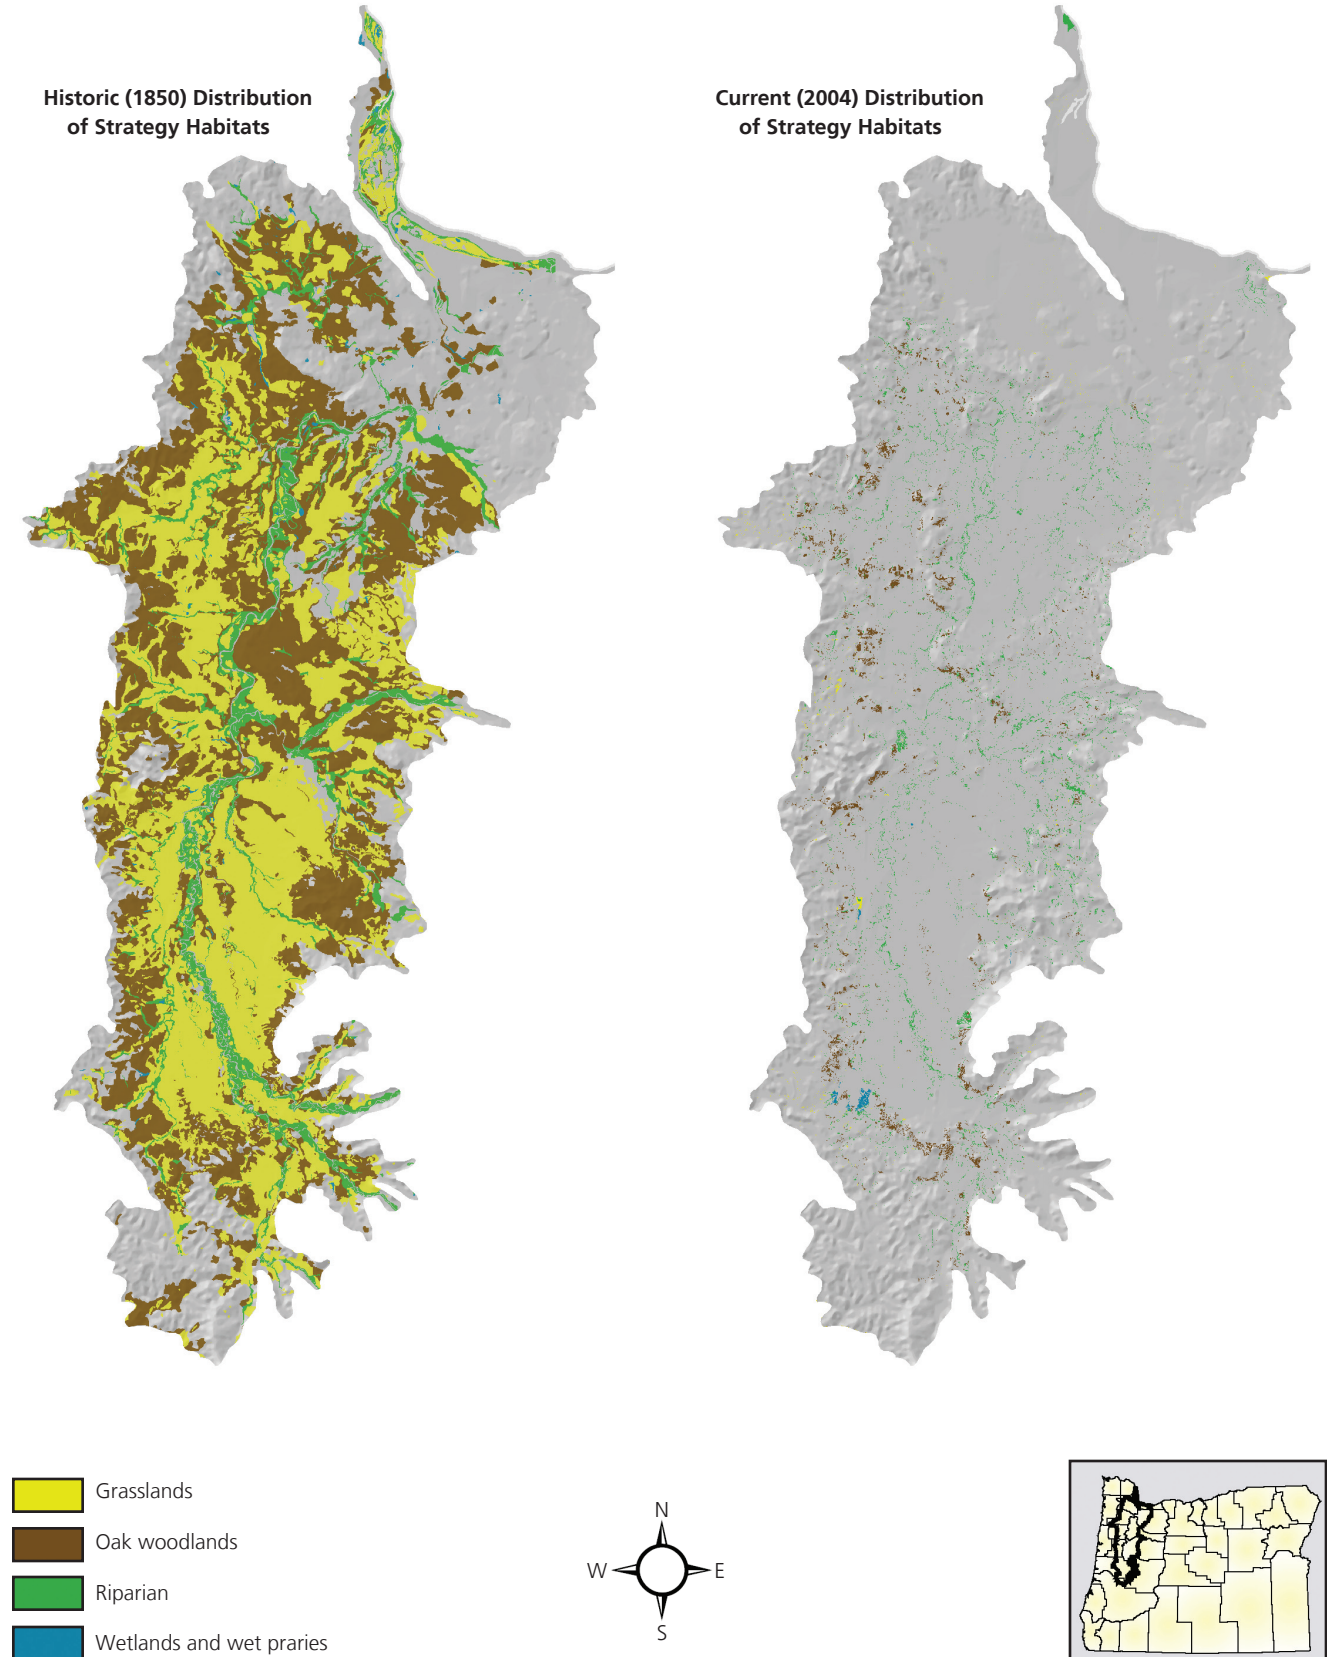 Historic (1850) Distribution
of Strategy Habitats
Current (2004) Distribution
of Strategy Habitats
Grasslands
Oak woodlands
Riparian
Wetlands and wet praries
N
W
E
S